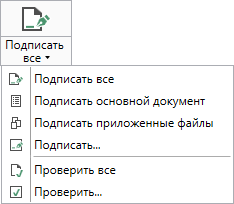 Подписать
все
Подписать все
Подписать основной документ
Подписать приложенные файлы
Подписать...
Проверить все
Проверить...